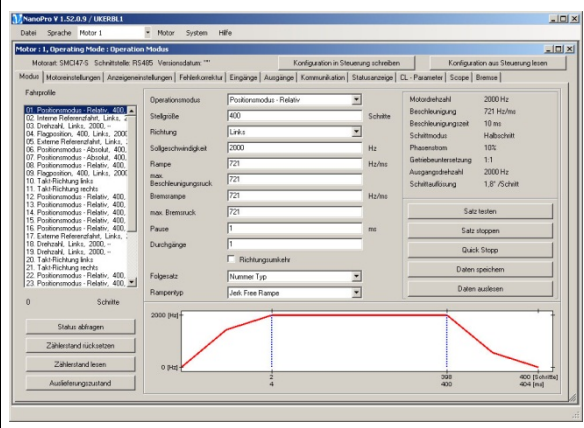 NanoPro V 1.52.0.9 / UKERBL1
Datei Sprache Motor 1 Motor System Hilfe
Motor : 1, Operating Mode : Operation Modus
Motorart: SMCI47-S Schnittstelle: RS485 Versionsdatum: ""
Konfiguration in Steuerung schreiben
Konfiguration aus Steuerung lesen
Modus Motoreinstellungen Anzeigeneinstellungen Fehlerkorrektur Eingänge Ausgänge Kommunikation Statusanzeige CL - Parameter Scope Bremse
Fahrprofile
01. Positionsmodus - Relativ, 400,
02. Interne Referenzfahrt, Links,
03. Drehzahl, Links, 2000, --
04. Flagposition, 400, Links, 2000
05. Externe Referenzfahrt, Links,
06. Positionsmodus - Absolut, 400,
07. Positionsmodus - Absolut, 400,
08. Positionsmodus - Relativ, 400,
09. Flagposition, 400, Links, 2000
10. Takt-Richtung links
11. Takt-Richtung rechts
12. Positionsmodus - Relativ, 400,
13. Positionsmodus - Relativ, 400,
14. Positionsmodus - Relativ, 400,
15. Positionsmodus - Relativ, 400,
16. Positionsmodus - Relativ, 400,
17. Externe Referenzfahrt, Links,
18. Drehzahl, Links, 2000, --
19. Drehzahl, Links, 2000, --
20. Takt-Richtung links
21. Takt-Richtung rechts
22. Positionsmodus - Relativ, 400,
23. Positionsmodus - Relativ, 400,
0 Schritte
Status abfragen
Zählerstand rücksetzen
Zählerstand lesen
Auslieferungszustand
Operationsmodus Positionsmodus - Relativ
Stellgröße 400 Schritte
Richtung Links
Sollgeschwindigkeit 2000 Hz
Rampe 721 Hz/ms
max.
Beschleunigungsruck 721
Bremsrampe 721 Hz/ms
max. Bremsruck 721
Pause 1 ms
Durchgänge 1
Richtungsumkehr
Folgesatz Nummer Typ
Rampentyp Jerk Free Rampe
Motordrehzahl 2000 Hz
Beschleunigung 721 Hz/ms
Beschleunigungszeit 10 ms
Schrittmodus Halbschritt
Phasenstrom 10%
Getriebeuntersetzung 1:1
Ausgangsdrehzahl 2000 Hz
Schrittauflösung 1,8° /Schritt
Satz testen
Satz stoppen
Quick Stopp
Daten speichern
Daten auslesen
2000 [Hz]
0 [Hz]
2 398 400 [Schritte]
4 400 404 [ms]